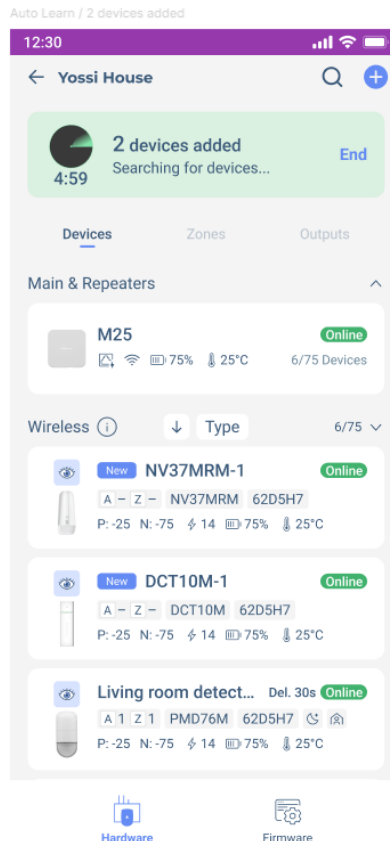 Auto Learn / 2 devices added
12:30
Yossi House
2 devices added
Searching for devices...
End
4:59
Devices Zones Outputs
Main & Repeaters
M25 Online
75% 25°C 6/75 Devices
Wireless i Type 6/75
New NV37MRM-1 Online
A – Z – NV37MRM 62D5H7
P: -25 N: -75 14 75% 25°C
New DCT10M-1 Online
A – Z – DCT10M 62D5H7
P: -25 N: -75 14 75% 25°C
Living room detect... Del. 30s Online
A 1 Z 1 PMD76M 62D5H7
P: -25 N: -75 14 75% 25°C
Hardware Firmware